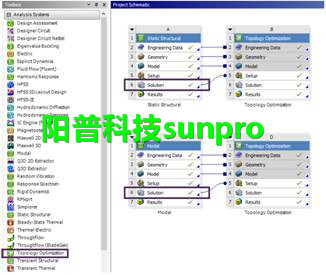 Toolbox
Project Schematic
Analysis Systems
Design Assessment
Designer Circuit
Designer Circuit Netlist
Eigenvalue Buckling
Electric
Explicit Dynamics
Fluid Flow (Fluent)
Harmonic Response
HFSS
HFSS 3D Layout Design
HFSS-IE
Hydrodynamic Diffraction
Hydrodynamic Response
IC Engine
Magnetostatic
Maxwell 2D
Maxwell 3D
Modal
Q3D 2D Extractor
Q3D Extractor
Random Vibration
Response Spectrum
Rigid Dynamics
RMxprt
Simplorer
Static Structural
Steady-State Thermal
Thermal-Electric
Throughflow
Throughflow (BladeGen)
Topology Optimization
Transient Structural
Transient Thermal
A
1 Static Structural
2 Engineering Data
3 Geometry
4 Model
5 Setup
6 Solution
7 Results
Static Structural
B
1 Topology Optimization
2 Engineering Data
3 Geometry
4 Model
5 Setup
6 Solution
7 Results
Topology Optimization
阳普科技sunpro
1 Modal
2 Engineering Data
3 Geometry
4 Model
5 Setup
6 Solution
7 Results
Modal
D
1 Topology Optimization
2 Engineering Data
3 Geometry
4 Model
5 Setup
6 Solution
7 Results
Topology Optimization